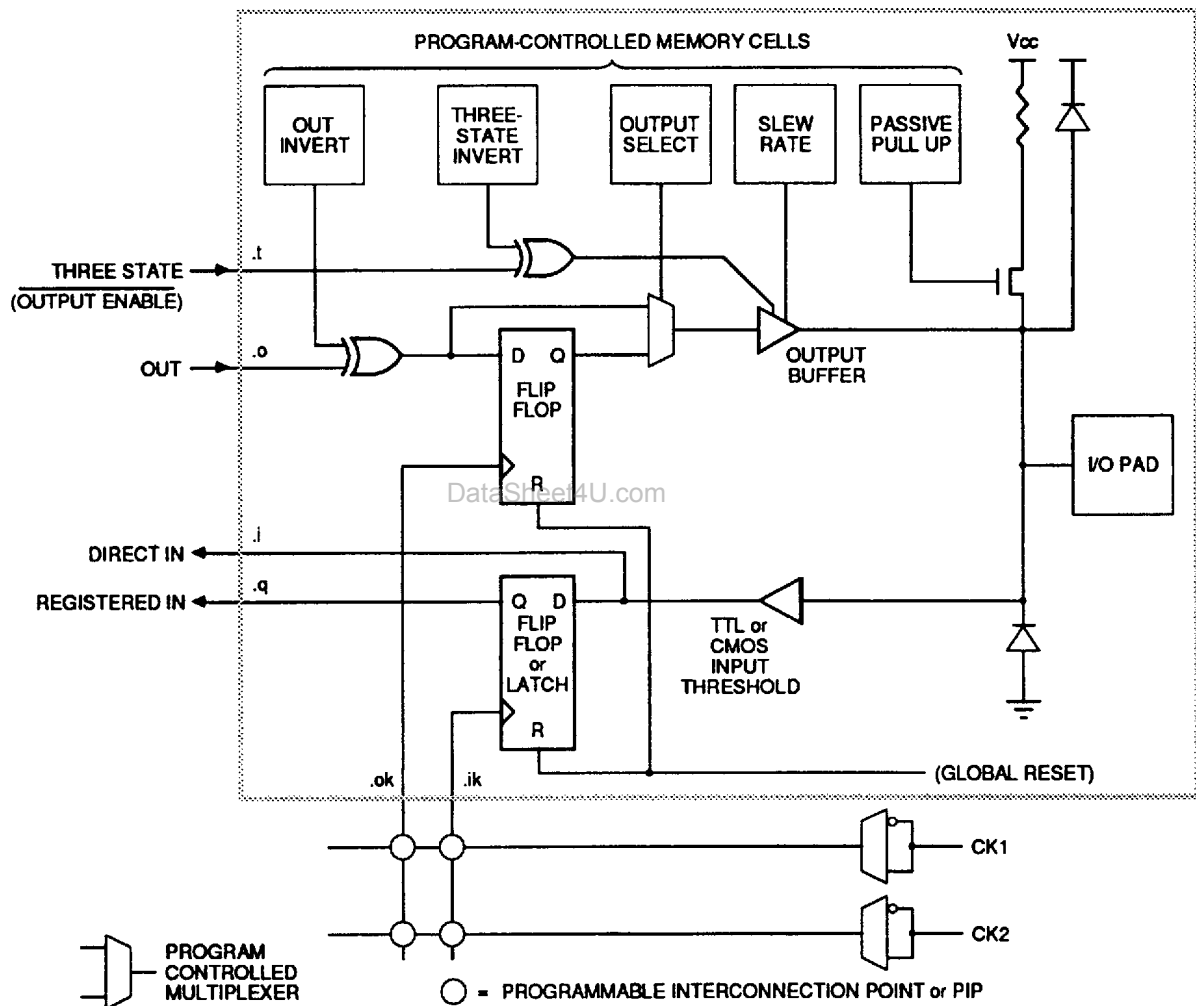 PROGRAM-CONTROLLED MEMORY CELLS
Vcc
OUT
INVERT
THREE-
STATE
INVERT
OUTPUT
SELECT
SLEW
RATE
PASSIVE
PULL UP
.t
THREE STATE
(OUTPUT ENABLE)
.o
OUT
D Q
FLIP
FLOP
R
OUTPUT
BUFFER
I/O PAD
DataSheet4U.com
.i
DIRECT IN
.q
REGISTERED IN
Q D
FLIP
FLOP
or
LATCH
R
TTL or
CMOS
INPUT
THRESHOLD
.ok
.ik
(GLOBAL RESET)
CK1
CK2
PROGRAM
CONTROLLED
MULTIPLEXER
= PROGRAMMABLE INTERCONNECTION POINT or PIP